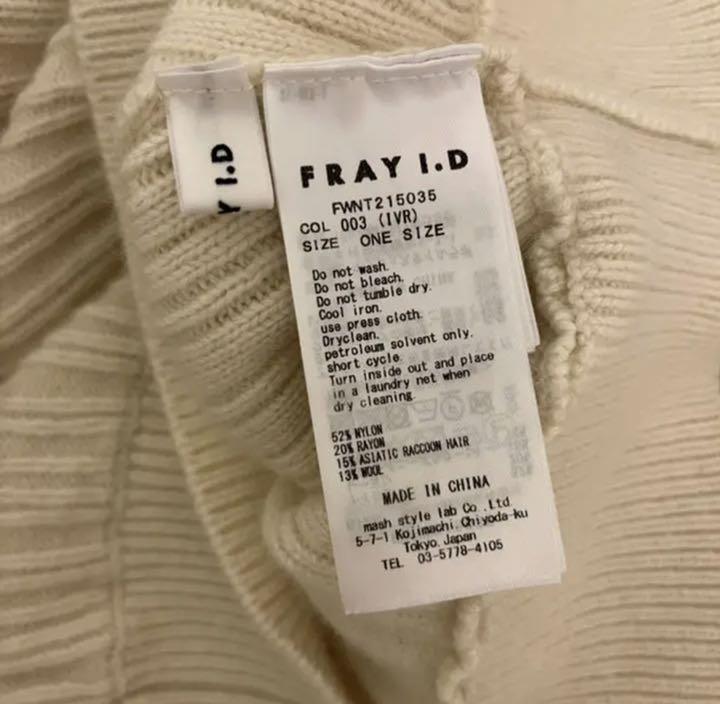 Y I.D
FRAY I.D
FWNT215035
COL 003 (IVR)
SIZE ONE SIZE
Do not wash.
Do not bleach.
Do not tumble dry.
Cool iron.
use press cloth.
Dryclean.
petroleum solvent only.
short cycle.
Turn inside out and place
in a laundry net when
dry cleaning.
52% NYLON
20% RAYON
15% ASIATIC RACCOON HAIR
13% WOOL
MADE IN CHINA
mash style lab Co.,Ltd.
5-7-1 Kojimachi,Chiyoda-ku
Tokyo,Japan
TEL 03-5778-4105